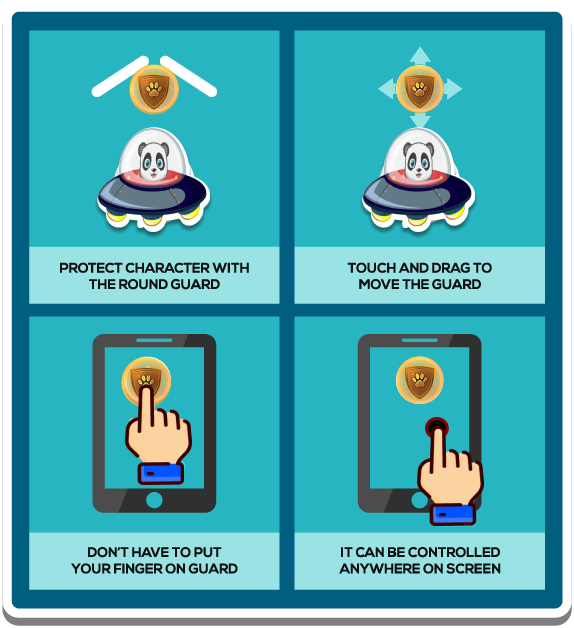 PROTECT CHARACTER WITH
THE ROUND GUARD
TOUCH AND DRAG TO
MOVE THE GUARD
DON'T HAVE TO PUT
YOUR FINGER ON GUARD
IT CAN BE CONTROLLED
ANYWHERE ON SCREEN